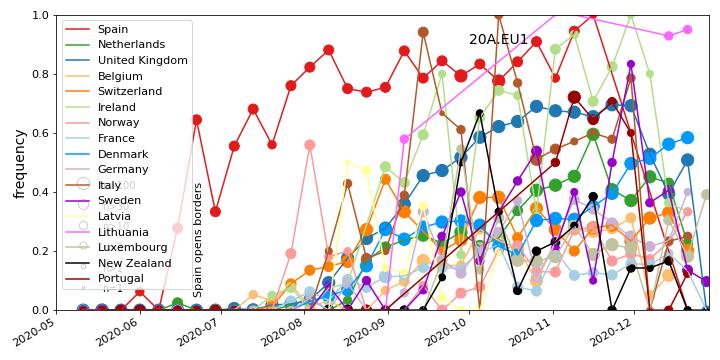 20A.EU1
frequency
1.0
0.8
0.6
0.4
0.2
0.0
Spain
Netherlands
United Kingdom
Belgium
Switzerland
Ireland
Norway
France
Denmark
Germany
Italy
Sweden
Latvia
Lithuania
Luxembourg
New Zealand
Portugal
Spain opens borders
2020-05
2020-06
2020-07
2020-08
2020-09
2020-10
2020-11
2020-12